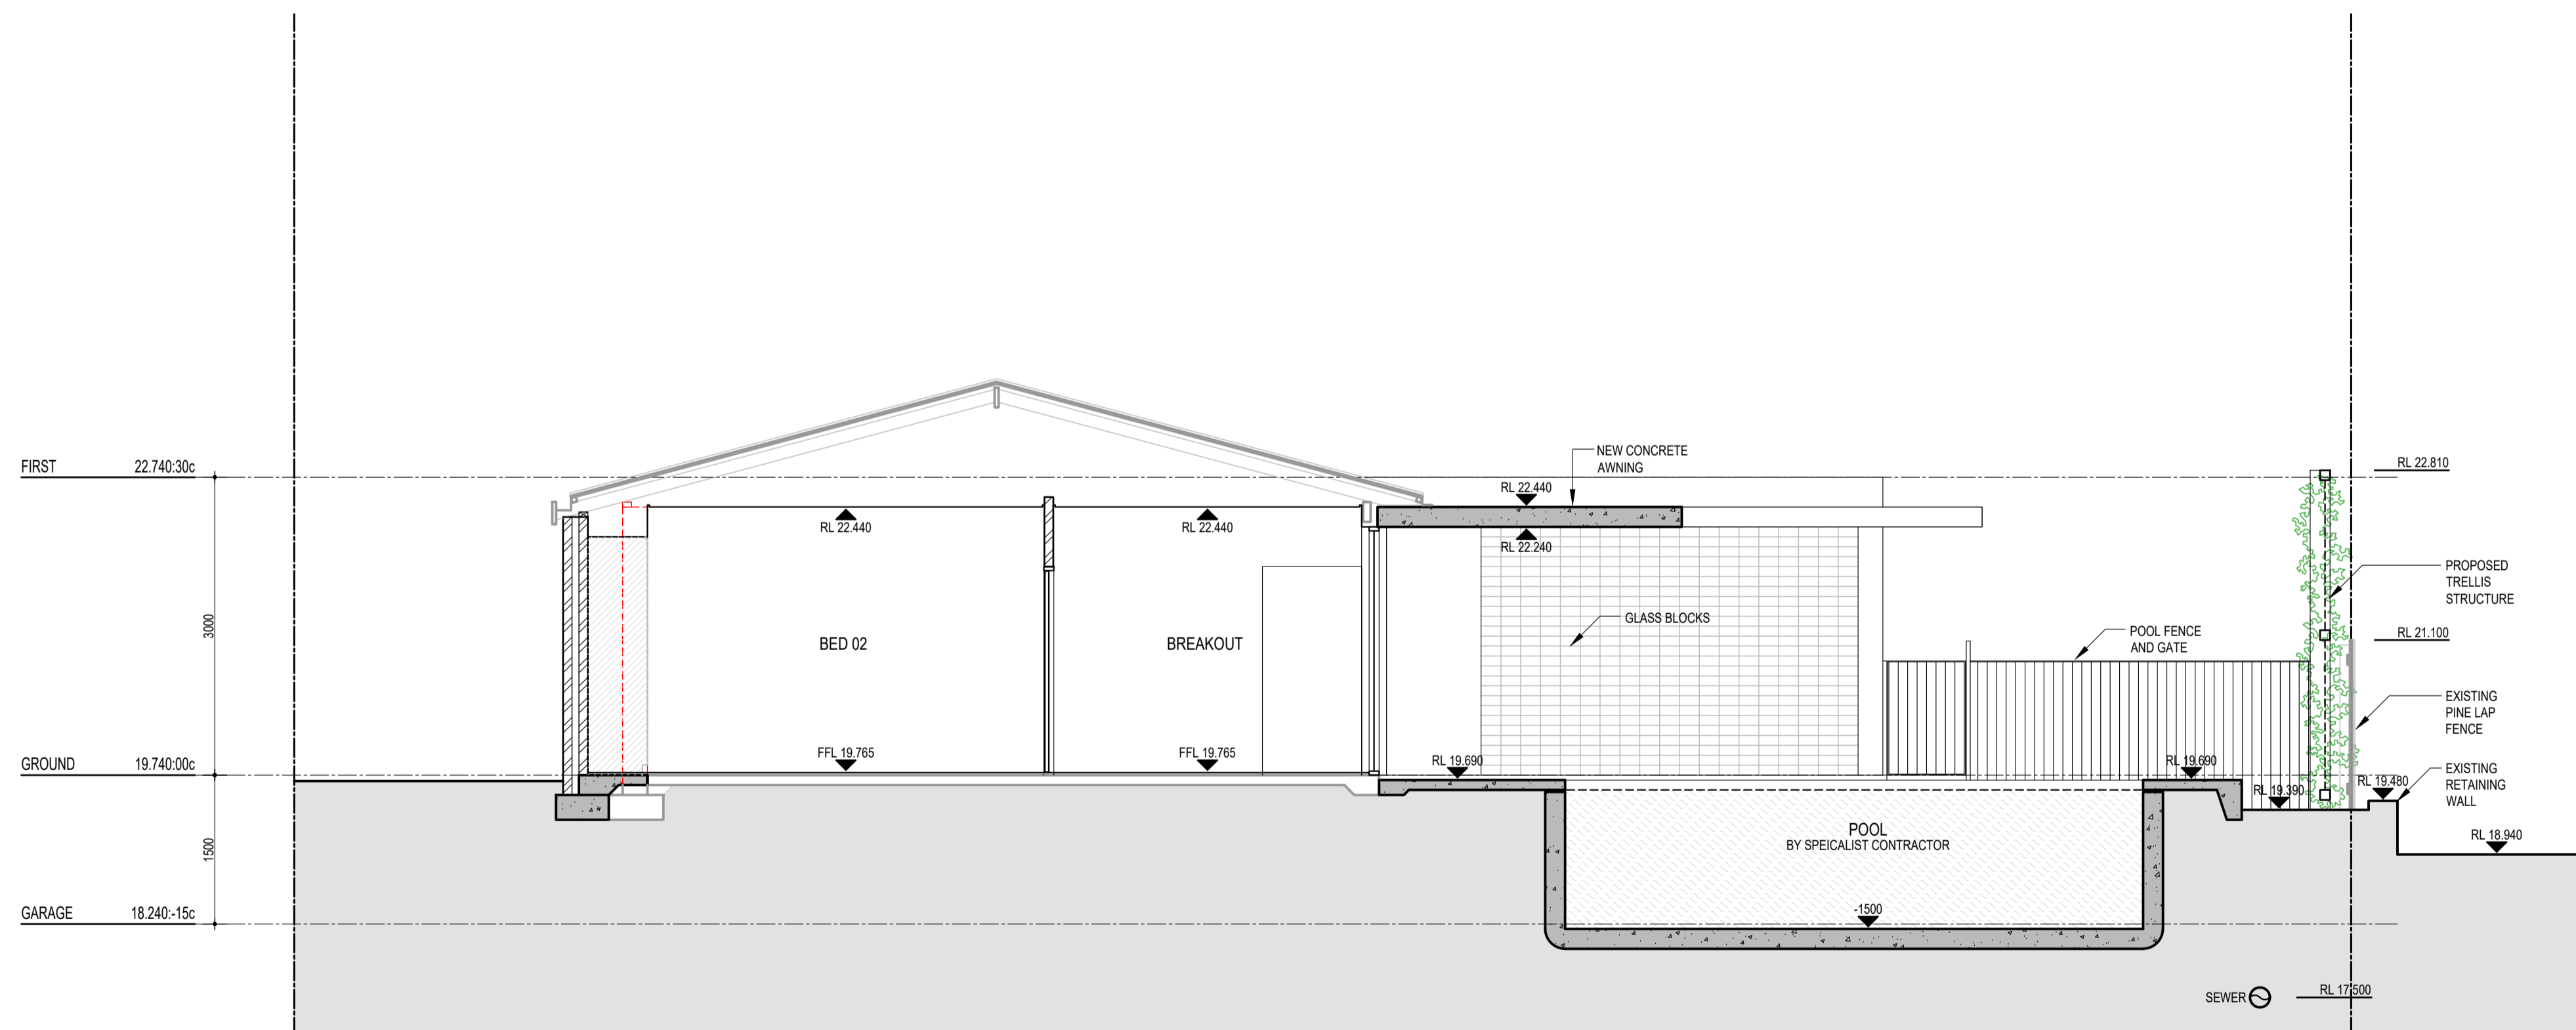 NEW CONCRETE
AWNING
FIRST 22.740:30c
RL 22.810
RL 22.440
RL 22.440
RL 22.440
RL 22.240
PROPOSED
TRELLIS
STRUCTURE
3000
GLASS BLOCKS
POOL FENCE
AND GATE
RL 21.100
BED 02
BREAKOUT
EXISTING
PINE LAP
FENCE
FFL 19.765
FFL 19.765
RL 19.690
RL 19.690
GROUND 19.740:00c
EXISTING
RETAINING
WALL
RL 19.480
RL 19.390
POOL
BY SPEICALIST CONTRACTOR
RL 18.940
1500
GARAGE 18.240:-15c
-1500
SEWER
RL 17.500